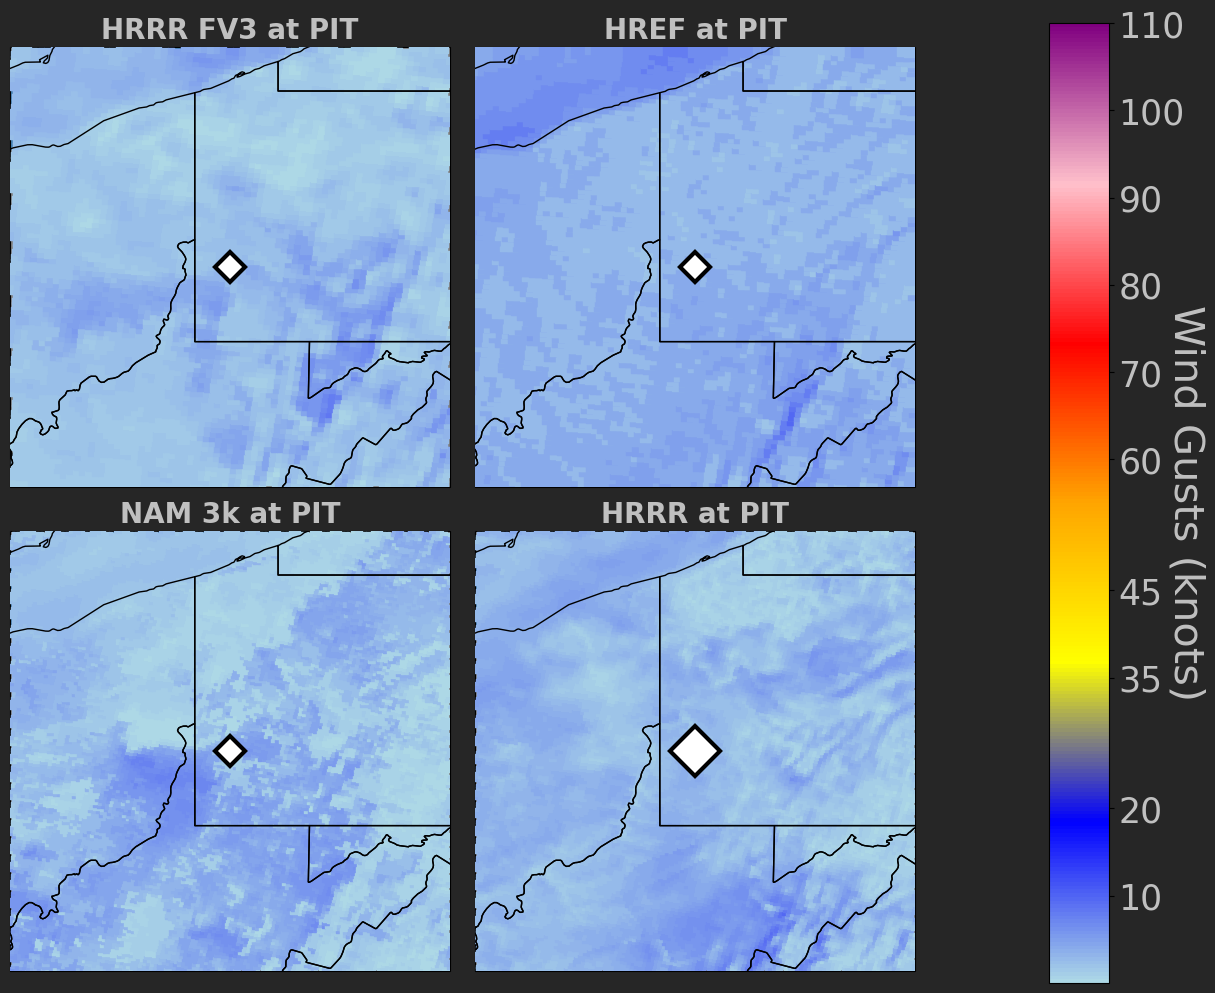 HRRR FV3 at PIT
HREF at PIT
NAM 3k at PIT
HRRR at PIT
110
100
90
80
70
60
45
35
20
10
Wind Gusts (knots)